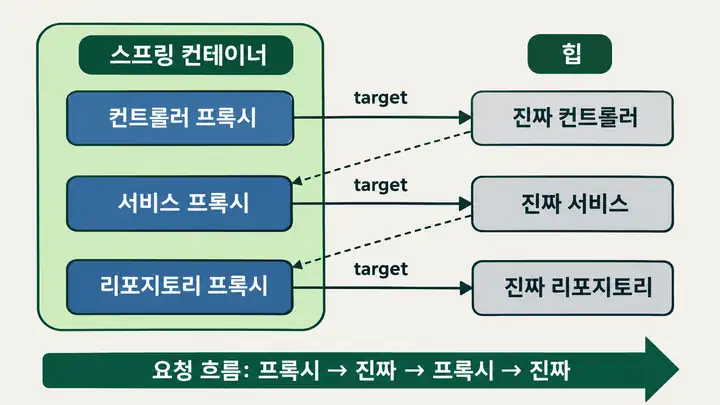 스프링 컨테이너
힙
컨트롤러 프록시
target
진짜 컨트롤러
서비스 프록시
target
진짜 서비스
리포지토리 프록시
target
진짜 리포지토리
요청 흐름: 프록시 → 진짜 → 프록시 → 진짜